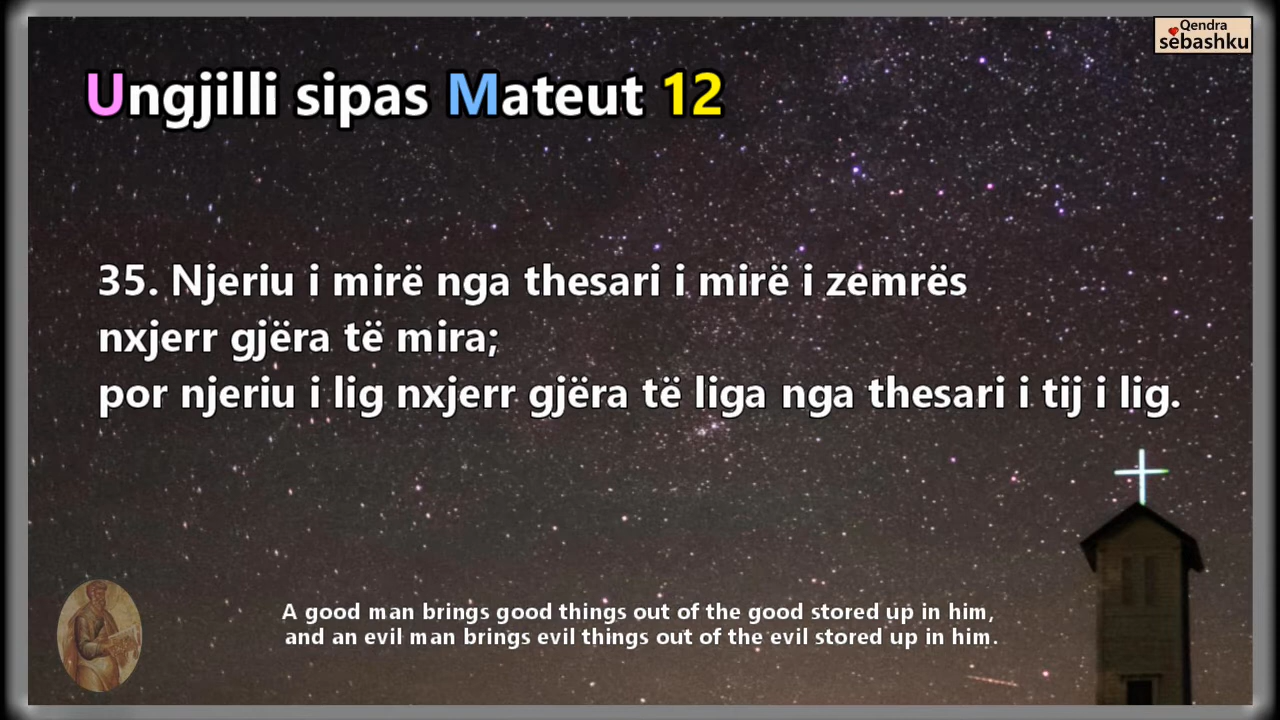 Qendra
sëbashku
Ungjilli sipas Mateut 12
35. Njeriu i mirë nga thesari i mirë i zemrës
nxjerr gjëra të mira;
por njeriu i lig nxjerr gjëra të liga nga thesari i tij i lig.
A good man brings good things out of the good stored up in him,
and an evil man brings evil things out of the evil stored up in him.